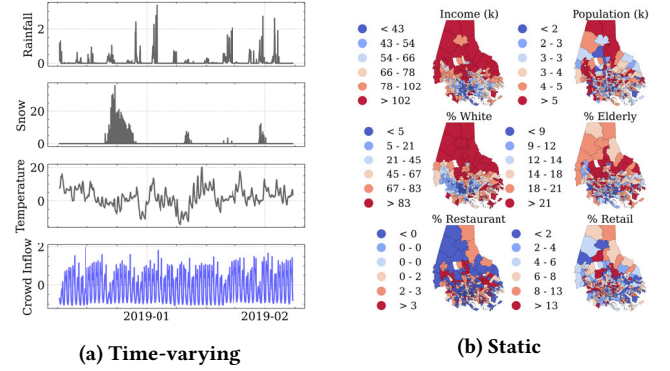 Rainfall
2
0
Snow
20
0
Temperature
20
0
Crowd Inflow
2
0
2019-01
2019-02
(a) Time-varying
Income (k)
< 43
43 - 54
54 - 66
66 - 78
78 - 102
> 102
Population (k)
< 2
2 - 3
3 - 3
3 - 4
4 - 5
> 5
% White
< 5
5 - 21
21 - 45
45 - 67
67 - 83
> 83
% Elderly
< 9
9 - 12
12 - 14
14 - 18
18 - 21
> 21
% Restaurant
< 0
0 - 0
0 - 0
0 - 2
2 - 3
> 3
% Retail
< 2
2 - 4
4 - 6
6 - 8
8 - 13
> 13
(b) Static